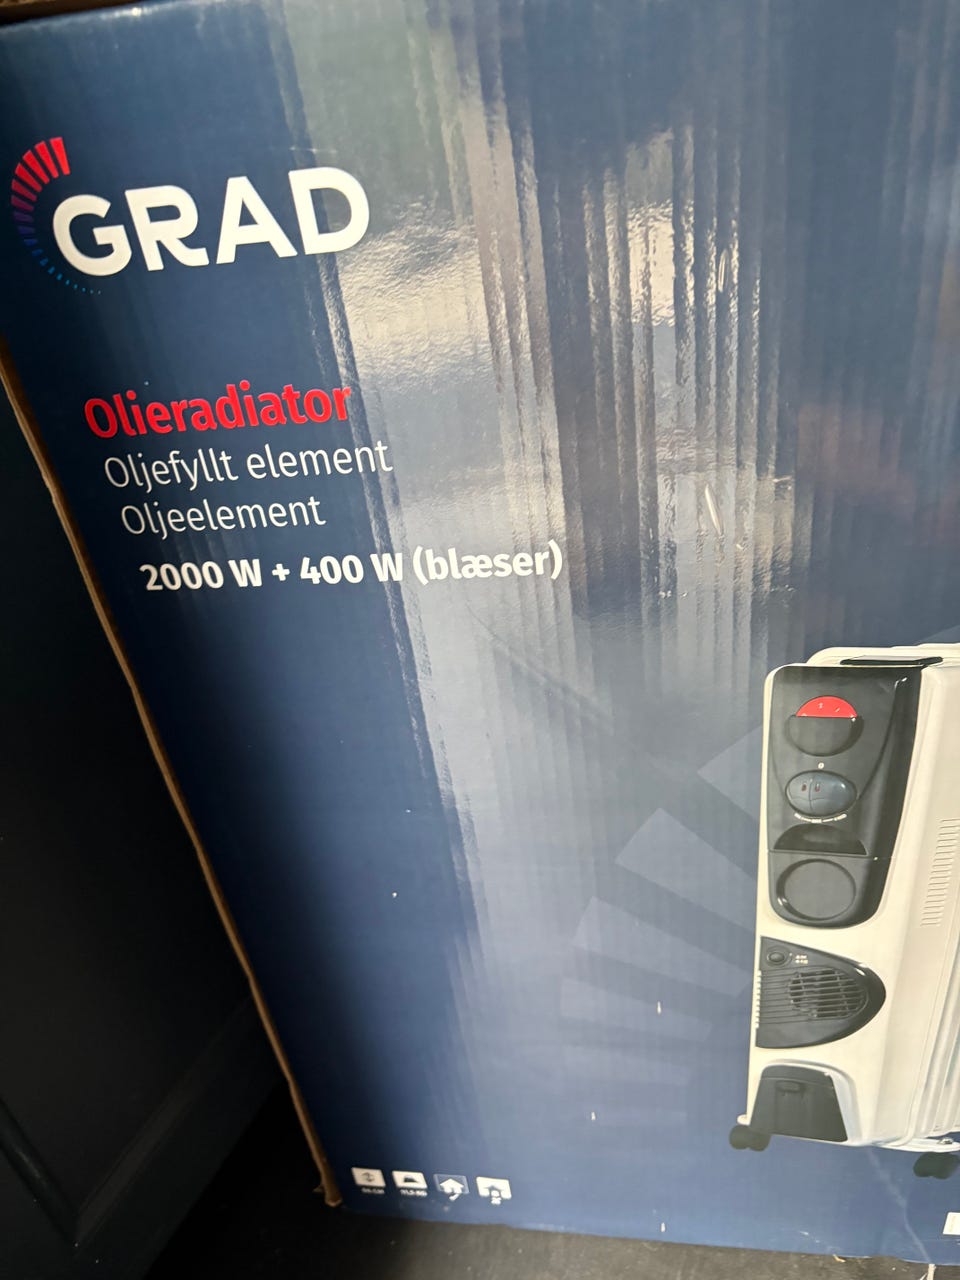 GRAD
Olieradiator
Oljefyllt element
Oljeelement
2000 W + 400 W (blæser)